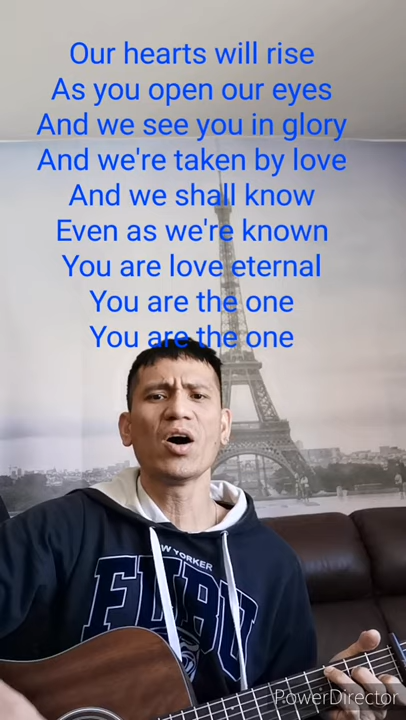 Our hearts will rise
As you open our eyes
And we see you in glory
And we're taken by love
And we shall know
Even as we're known
You are love eternal
You are the one
You are the one
W YORKER
FUBU
PowerDirector